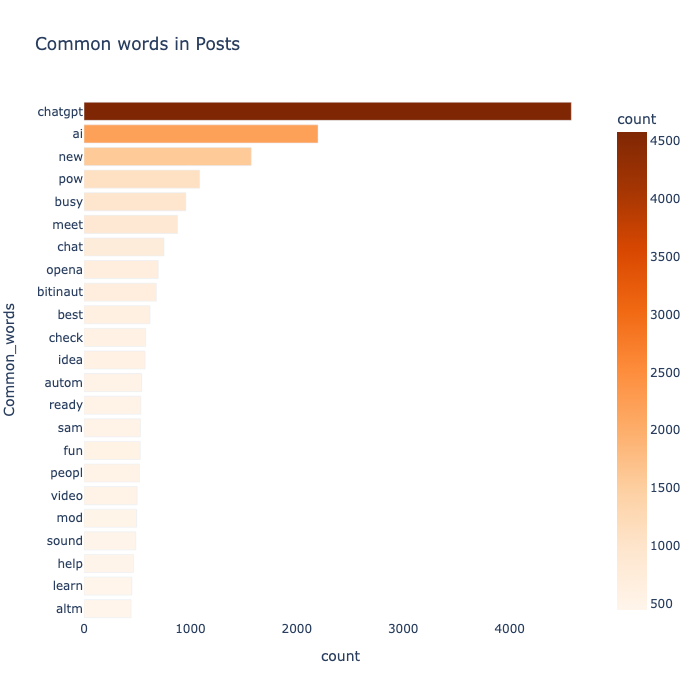 Common words in Posts
Common_words
chatgpt
ai
new
pow
busy
meet
chat
opena
bitinaut
best
check
idea
autom
ready
sam
fun
peopl
video
mod
sound
help
learn
altm
0 1000 2000 3000 4000
count
count
4500
4000
3500
3000
2500
2000
1500
1000
500